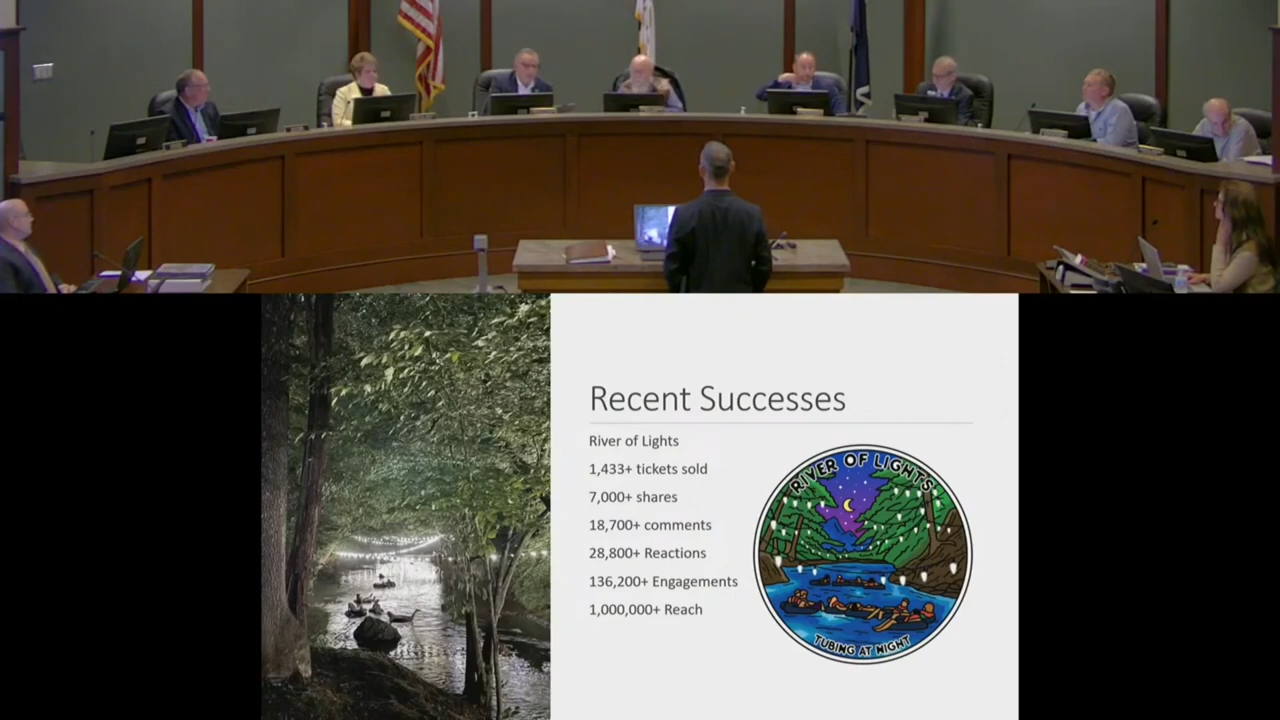 Recent Successes
River of Lights
1,433+ tickets sold
7,000+ shares
18,700+ comments
28,800+ Reactions
136,200+ Engagements
1,000,000+ Reach
RIVER OF LIGHTS
TUBING AT NIGHT